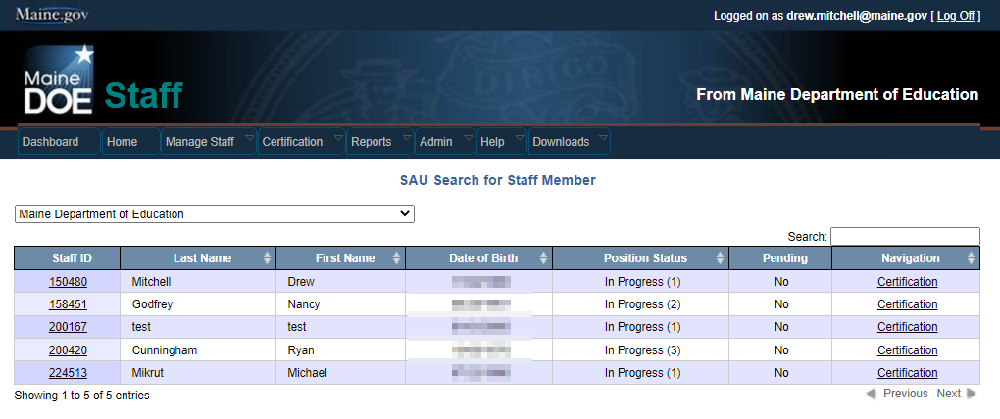 Maine.gov
Logged on as drew.mitchell@maine.gov [ Log Off ]
Maine DOE Staff
From Maine Department of Education
DIRIGO
Dashboard Home Manage Staff Certification Reports Admin Help Downloads
SAU Search for Staff Member
Maine Department of Education
Search:
Staff ID Last Name First Name Date of Birth Position Status Pending Navigation
150480 Mitchell Drew In Progress (1) No Certification
158451 Godfrey Nancy In Progress (2) No Certification
200167 test test In Progress (1) No Certification
200420 Cunningham Ryan In Progress (3) No Certification
224513 Mikrut Michael In Progress (1) No Certification
Showing 1 to 5 of 5 entries
Previous Next